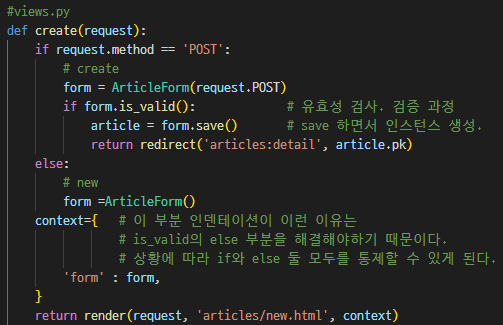 #views.py
def create(request):
    if request.method == 'POST':
        # create
        form = ArticleForm(request.POST)
        if form.is_valid():             # 유효성 검사. 검증 과정
            article = form.save()       # save 하면서 인스턴스 생성.
            return redirect('articles:detail', article.pk)
    else:
        # new
        form =ArticleForm()
    context={   # 이 부분 인덴테이션이 이런 이유는
                # is_valid의 else 부분을 해결해야하기 때문이다.
                # 상황에 따라 if와 else 둘 모두를 통제할 수 있게 된다.
        'form' : form,
    }
    return render(request, 'articles/new.html', context)